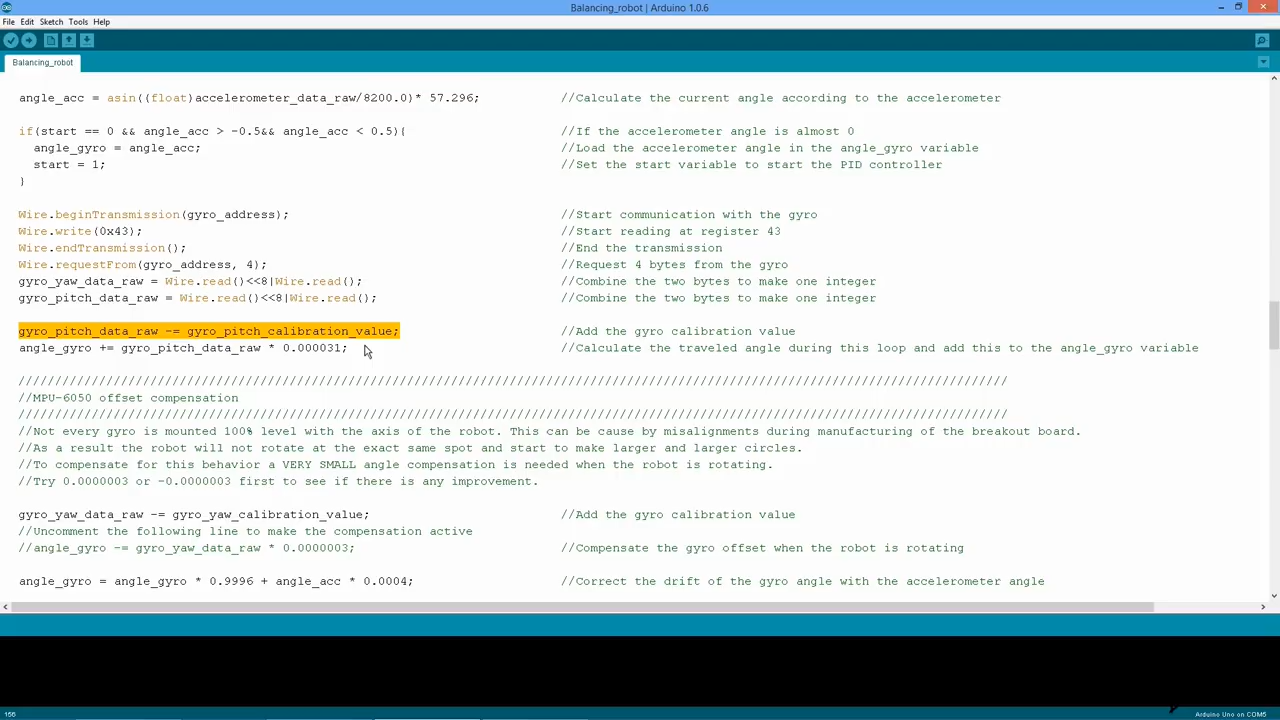 Balancing_robot | Arduino 1.0.6
File Edit Sketch Tools Help
Balancing_robot
angle_acc = asin((float)accelerometer_data_raw/8200.0)* 57.296; //Calculate the current angle according to the accelerometer
if(start == 0 && angle_acc > -0.5&& angle_acc < 0.5){ //If the accelerometer angle is almost 0
angle_gyro = angle_acc; //Load the accelerometer angle in the angle_gyro variable
start = 1; //Set the start variable to start the PID controller
}
Wire.beginTransmission(gyro_address); //Start communication with the gyro
Wire.write(0x43); //Start reading at register 43
Wire.endTransmission(); //End the transmission
Wire.requestFrom(gyro_address, 4); //Request 4 bytes from the gyro
gyro_yaw_data_raw = Wire.read()<<8|Wire.read(); //Combine the two bytes to make one integer
gyro_pitch_data_raw = Wire.read()<<8|Wire.read(); //Combine the two bytes to make one integer
gyro_pitch_data_raw -= gyro_pitch_calibration_value; //Add the gyro calibration value
angle_gyro += gyro_pitch_data_raw * 0.000031; //Calculate the traveled angle during this loop and add this to the angle_gyro variable
///////////////////////////////////////////////////////////////////////////////////////////////////////////////////////////////////////
//MPU-6050 offset compensation
///////////////////////////////////////////////////////////////////////////////////////////////////////////////////////////////////////
//Not every gyro is mounted 100% level with the axis of the robot. This can be cause by misalignments during manufacturing of the breakout board.
//As a result the robot will not rotate at the exact same spot and start to make larger and larger circles.
//To compensate for this behavior a VERY SMALL angle compensation is needed when the robot is rotating.
//Try 0.0000003 or -0.0000003 first to see if there is any improvement.
gyro_yaw_data_raw -= gyro_yaw_calibration_value; //Add the gyro calibration value
//Uncomment the following line to make the compensation active
//angle_gyro -= gyro_yaw_data_raw * 0.0000003; //Compensate the gyro offset when the robot is rotating
angle_gyro = angle_gyro * 0.9996 + angle_acc * 0.0004; //Correct the drift of the gyro angle with the accelerometer angle
156 Arduino Uno on COM5